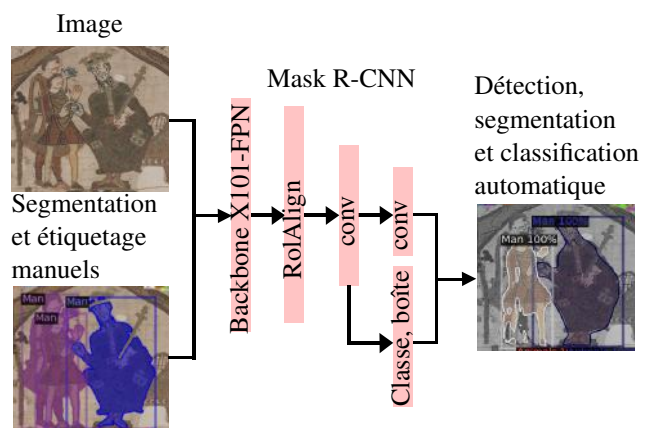 Image
Mask R-CNN
Détection,
segmentation
et classification
automatique
Segmentation
et étiquetage
manuels
Backbone X101-FPN
RoIAlign
conv
conv
Classe, boîte
Man
Man
Man
Man 100%
Man 100%